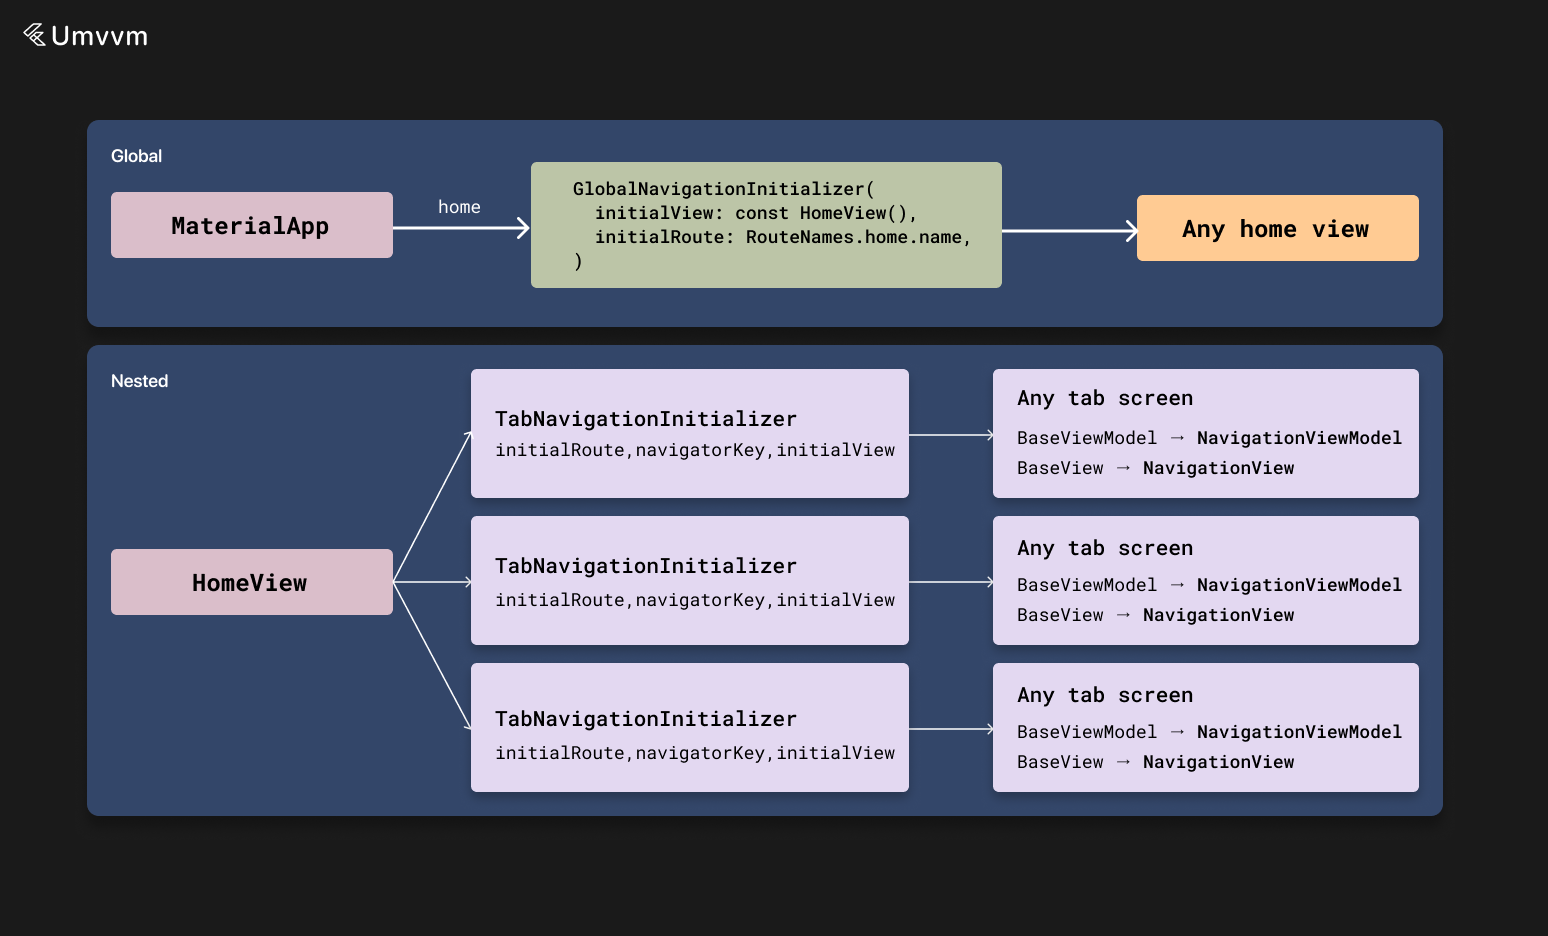 Umvvm
Global
MaterialApp
home
GlobalNavigationInitializer(
initialView: const HomeView(),
initialRoute: RouteNames.home.name,
)
Any home view
Nested
HomeView
TabNavigationInitializer
initialRoute,navigatorKey,initialView
Any tab screen
BaseViewModel → NavigationViewModel
BaseView → NavigationView
TabNavigationInitializer
initialRoute,navigatorKey,initialView
Any tab screen
BaseViewModel → NavigationViewModel
BaseView → NavigationView
TabNavigationInitializer
initialRoute,navigatorKey,initialView
Any tab screen
BaseViewModel → NavigationViewModel
BaseView → NavigationView